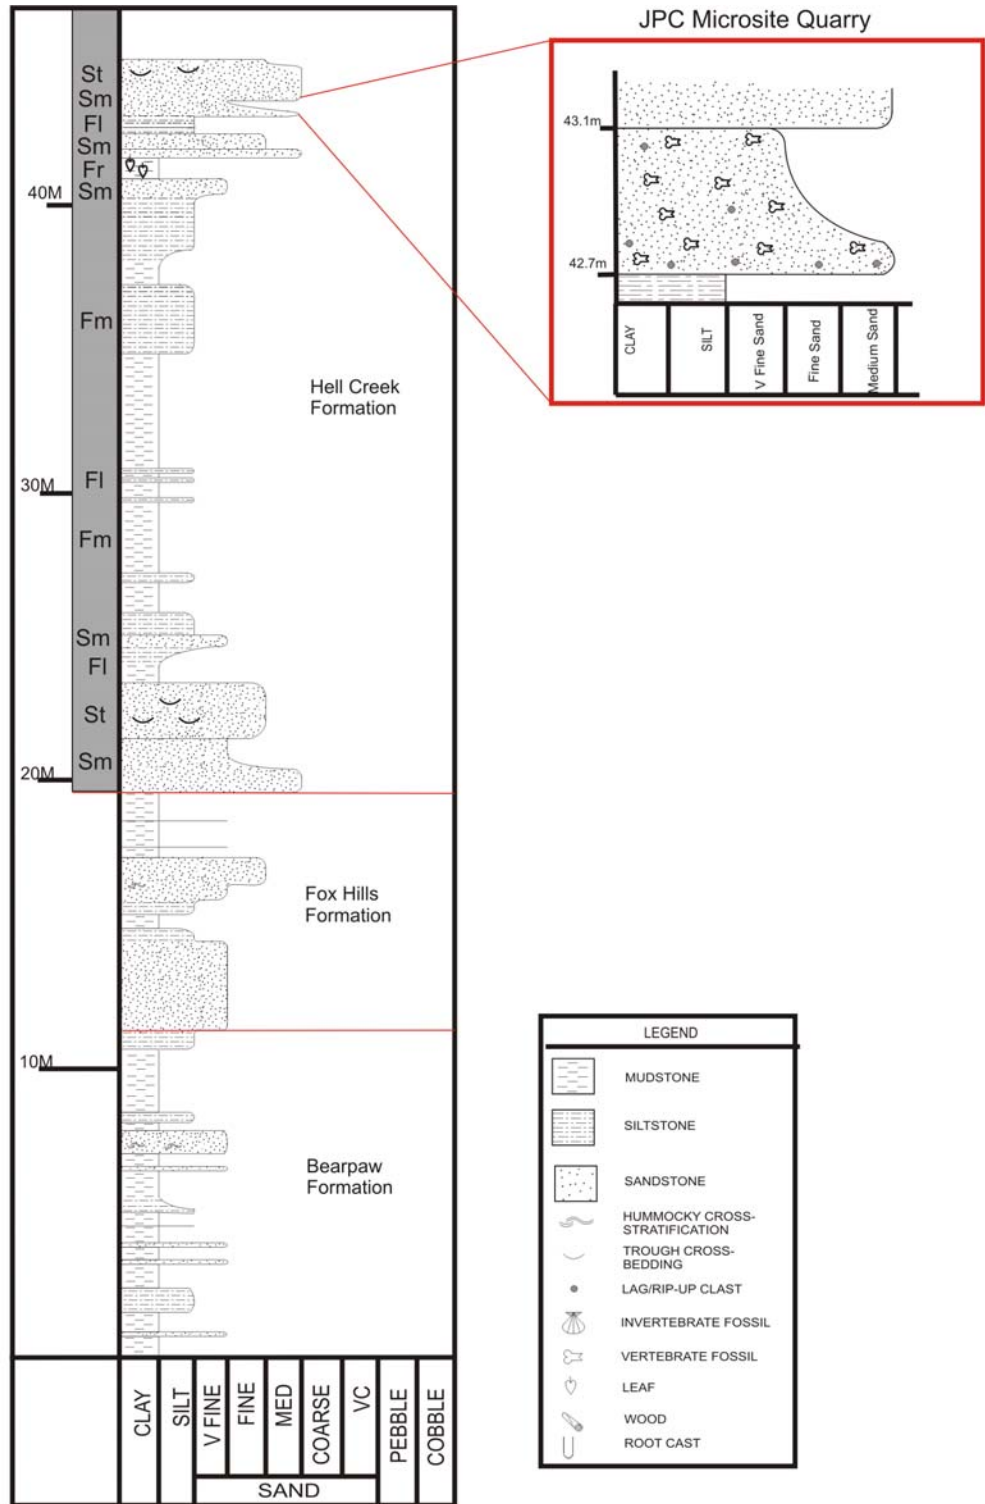 JPC Microsite Quarry
43.1m
42.7m
CLAY
SILT
V Fine Sand
Fine Sand
Medium Sand
St
Sm
Fl
Sm
Fr
Sm
40M
Fm
Hell Creek
Formation
Fl
30M
Fm
Sm
Fl
St
Sm
20M
Fox Hills
Formation
10M
Bearpaw
Formation
CLAY
SILT
V FINE
FINE
MED
COARSE
VC
PEBBLE
COBBLE
SAND
LEGEND
MUDSTONE
SILTSTONE
SANDSTONE
HUMMOCKY CROSS-
STRATIFICATION
TROUGH CROSS-
BEDDING
LAG/RIP-UP CLAST
INVERTEBRATE FOSSIL
VERTEBRATE FOSSIL
LEAF
WOOD
ROOT CAST